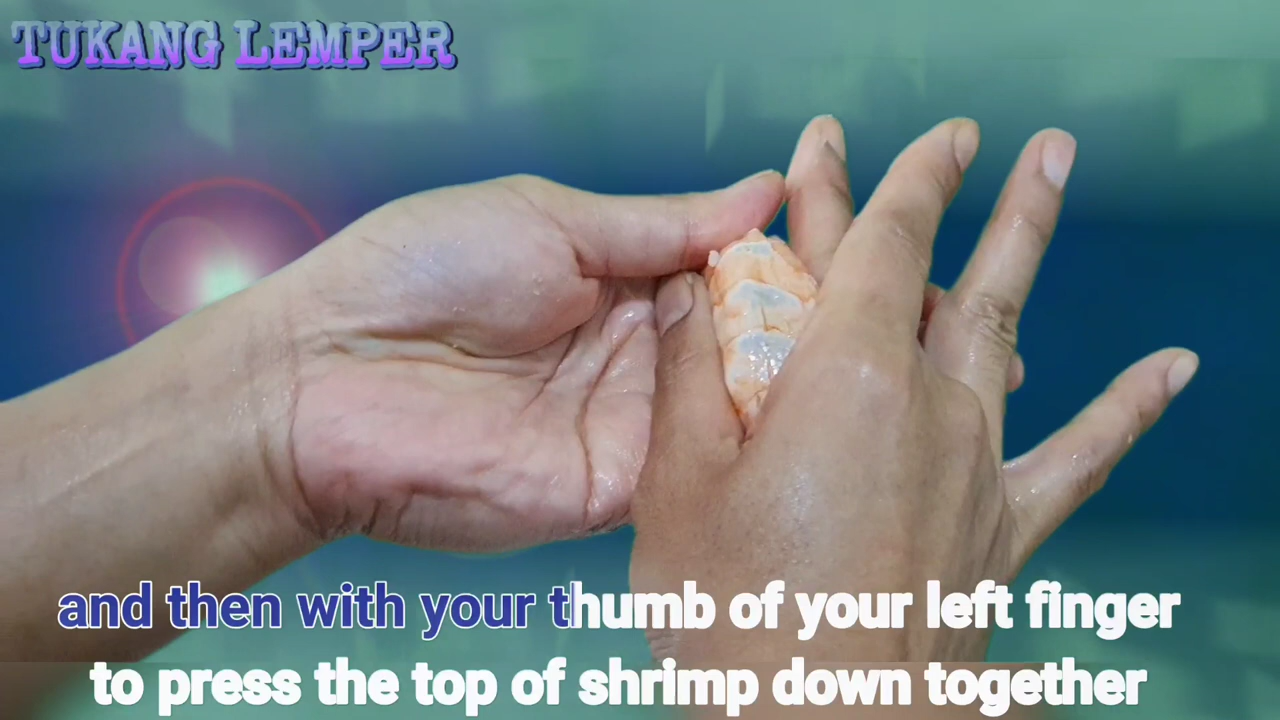 TUKANG LEMPER
and then with your thumb of your left finger
to press the top of shrimp down together